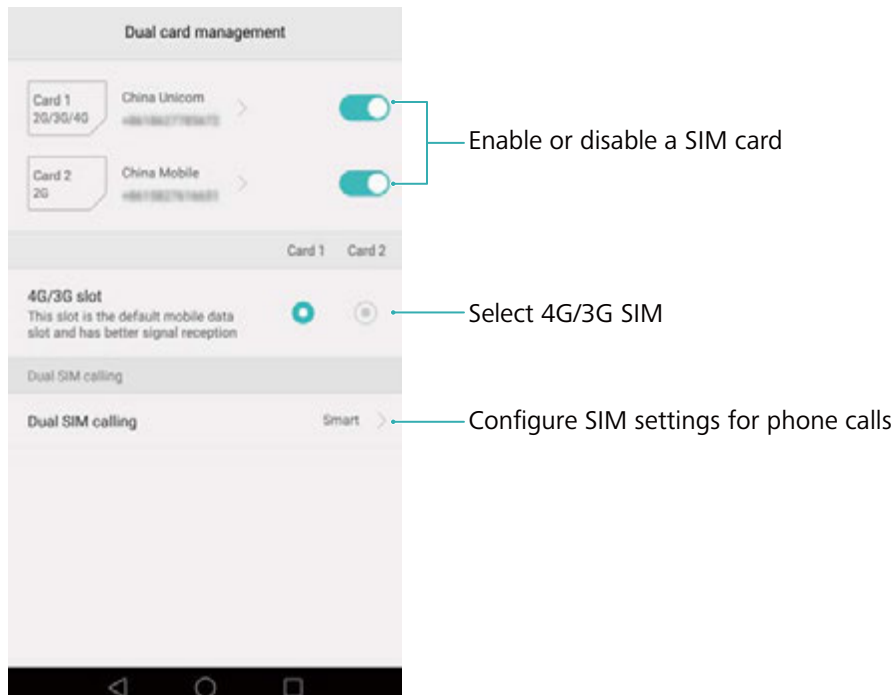 Dual card management
Card 1
2G/3G/4G
China Unicom
Card 2
2G
China Mobile
Enable or disable a SIM card
Card 1 Card 2
4G/3G slot
This slot is the default mobile data
slot and has better signal reception
Select 4G/3G SIM
Dual SIM calling
Dual SIM calling
Smart
Configure SIM settings for phone calls